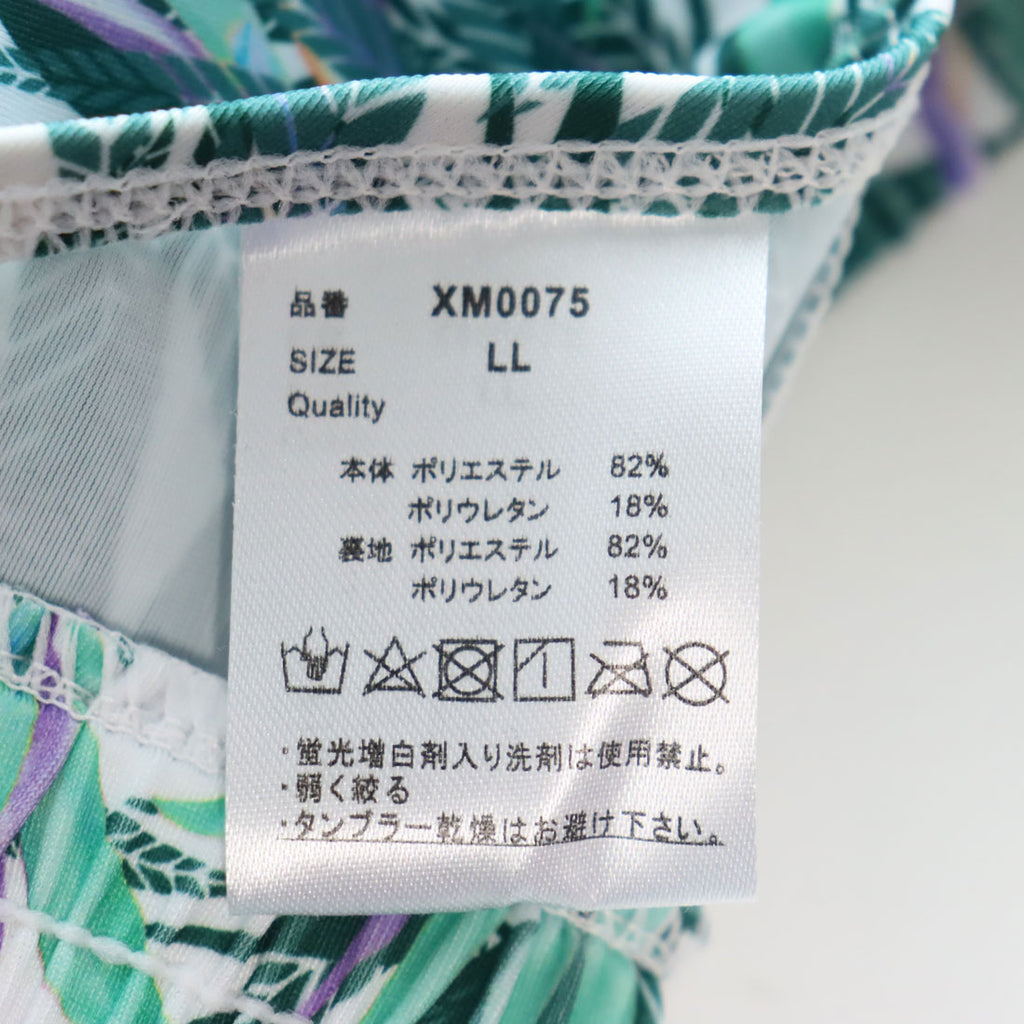 品番 XM0075
SIZE LL
Quality
本体 ポリエステル 82%
ポリウレタン 18%
裏地 ポリエステル 82%
ポリウレタン 18%
・蛍光増白剤入り洗剤は使用禁止。
・弱く絞る
・タンブラー乾燥はお避け下さい。